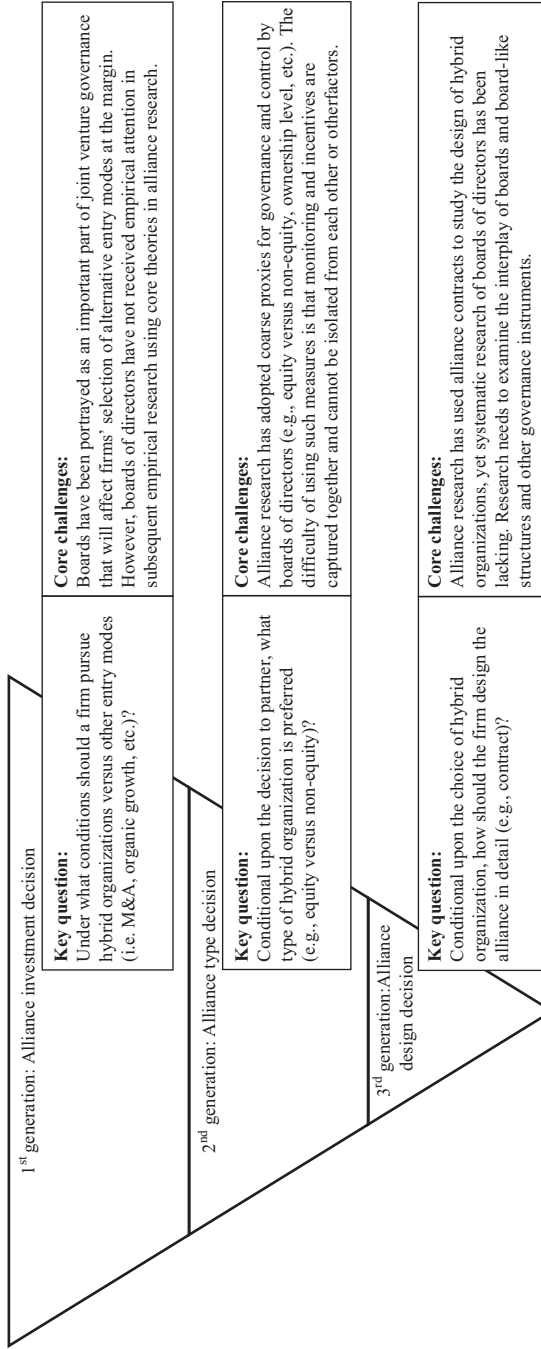 1st generation: Alliance investment decision
Key question:
Under what conditions should a firm pursue
hybrid organizations versus other entry modes
(i.e. M&A, organic growth, etc.)?
Core challenges:
Boards have been portrayed as an important part of joint venture governance
that will affect firms' selection of alternative entry modes at the margin.
However, boards of directors have not received empirical attention in
subsequent empirical research using core theories in alliance research.
2nd generation: Alliance type decision
Key question:
Conditional upon the decision to partner, what
type of hybrid organization is preferred
(e.g., equity versus non-equity)?
Core challenges:
Alliance research has adopted coarse proxies for governance and control by
boards of directors (e.g., equity versus non-equity, ownership level, etc.). The
difficulty of using such measures is that monitoring and incentives are
captured together and cannot be isolated from each other or otherfactors.
3rd generation:Alliance
design decision
Key question:
Conditional upon the choice of hybrid
organization, how should the firm design the
alliance in detail (e.g., contract)?
Core challenges:
Alliance research has used alliance contracts to study the design of hybrid
organizations, yet systematic research of boards of directors has been
lacking. Research needs to examine the interplay of boards and board-like
structures and other governance instruments.